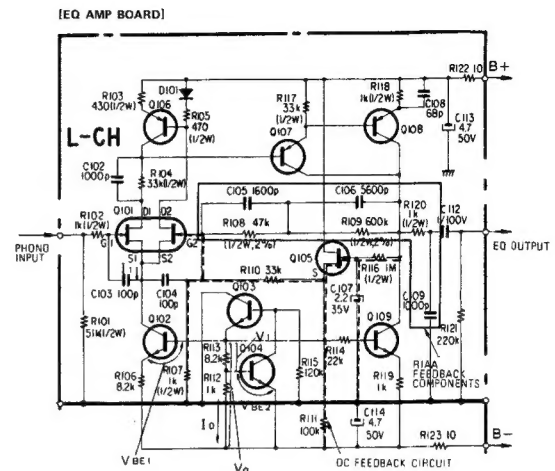 [EQ AMP BOARD]
L-CH
R103
430(1/2W)
Q106
D101
R105
470
(1/2W)
R117
33k
(1/2W)
Q107
R118
1k(1/2W)
C108
68p
Q108
R122 10
B+
C113
4.7
50V
C102
1000p
R104
33k(1/2W)
Q101
D1
D2
R102
1k(1/2W)
PHONO
INPUT
G1
G2
S1
S2
C105 1600p
C106 5600p
R108 47k
(1/2W, 2%)
R109 600k
(1/2W, 2%)
R120
1k
(1/2W)
C112
1/100V
EQ OUTPUT
R110 33k
Q105
S
R116 1M
(1/2W)
C103
100p
C104
100p
Q103
C107
2.2
35V
C109
1000p
R101
51k(1/2W)
Q102
R106
8.2k
R107
1k
(1/2W)
R113
8.2k
R112
1k
Q104
V1
VBE2
R115
120k
R114
22k
Q109
R119
1k
R121
220k
RIAA
FEEDBACK
COMPONENTS
Io
R111
100k
C114
4.7
50V
R123 10
B-
VBE1
DC FEEDBACK CIRCUIT